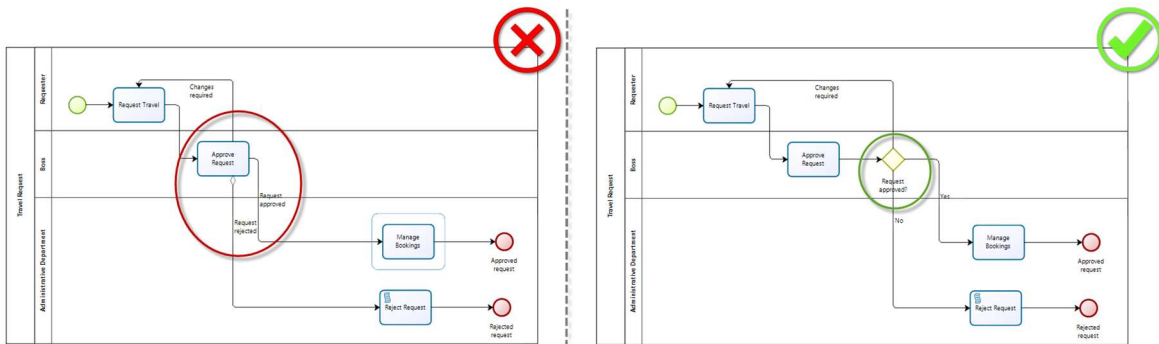 Travel Request
Requester
Boss
Administrative Department
Changes
required
Request Travel
Approve
Request
Request
approved
Request
rejected
Manage
Bookings
Approved
request
Reject Request
Rejected
request
Travel Request
Requester
Boss
Administrative Department
Changes
required
Request Travel
Approve
Request
Request
approved?
Yes
No
Manage
Bookings
Approved
request
Reject Request
Rejected
request